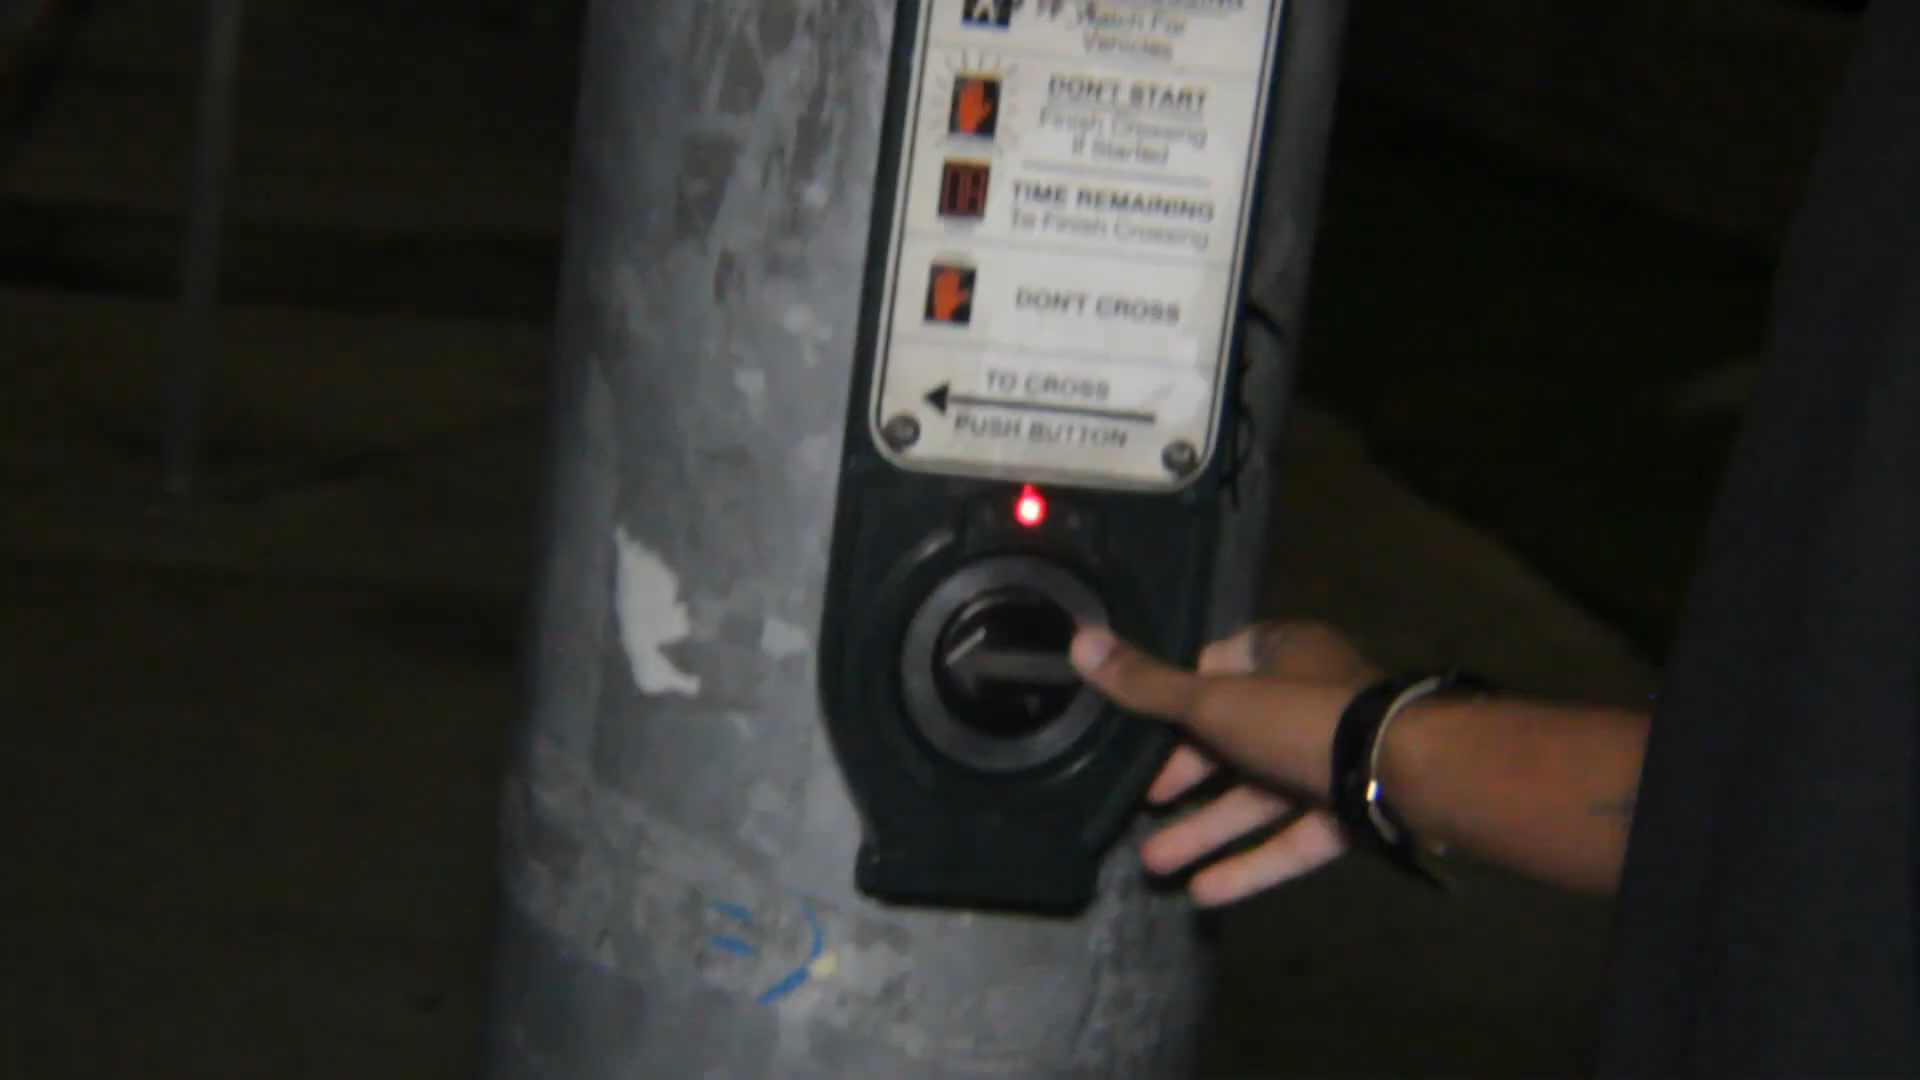 Watch For
Vehicles
DON'T START
Finish Crossing
If Started
TIME REMAINING
To Finish Crossing
DON'T CROSS
TO CROSS
PUSH BUTTON
=)